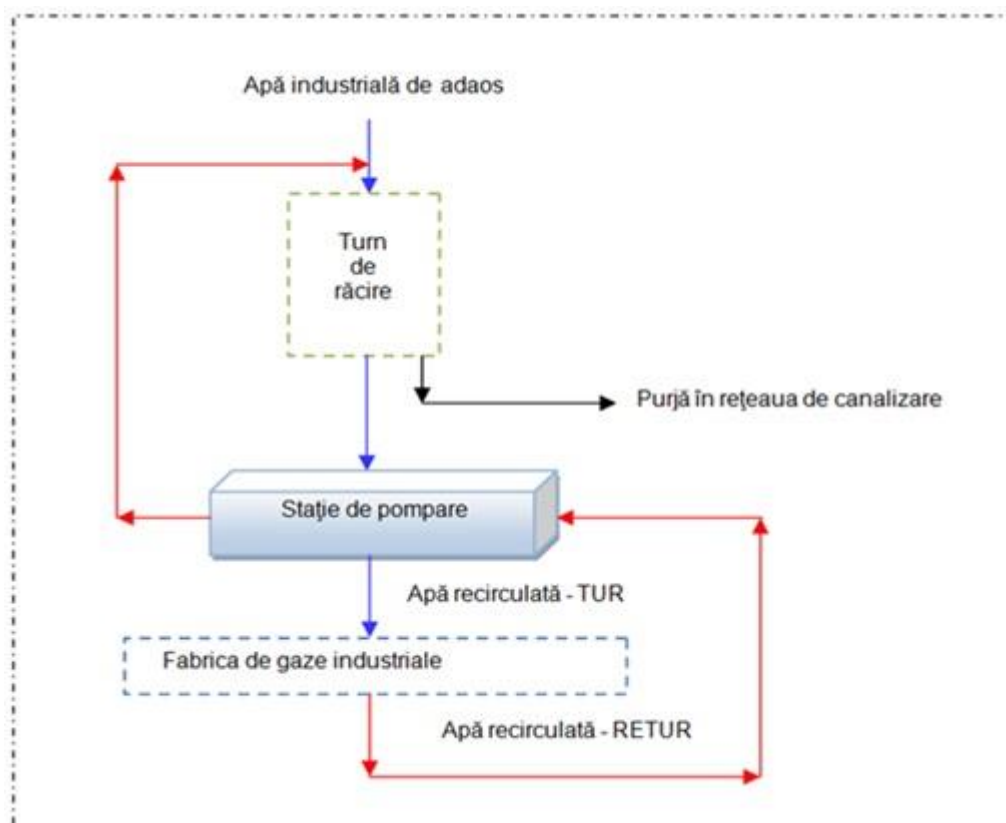 Apă industrială de adaos
Turn
de
răcire
Purjă în reţeaua de canalizare
Staţie de pompare
Apă recirculată - TUR
Fabrica de gaze industriale
Apă recirculată - RETUR